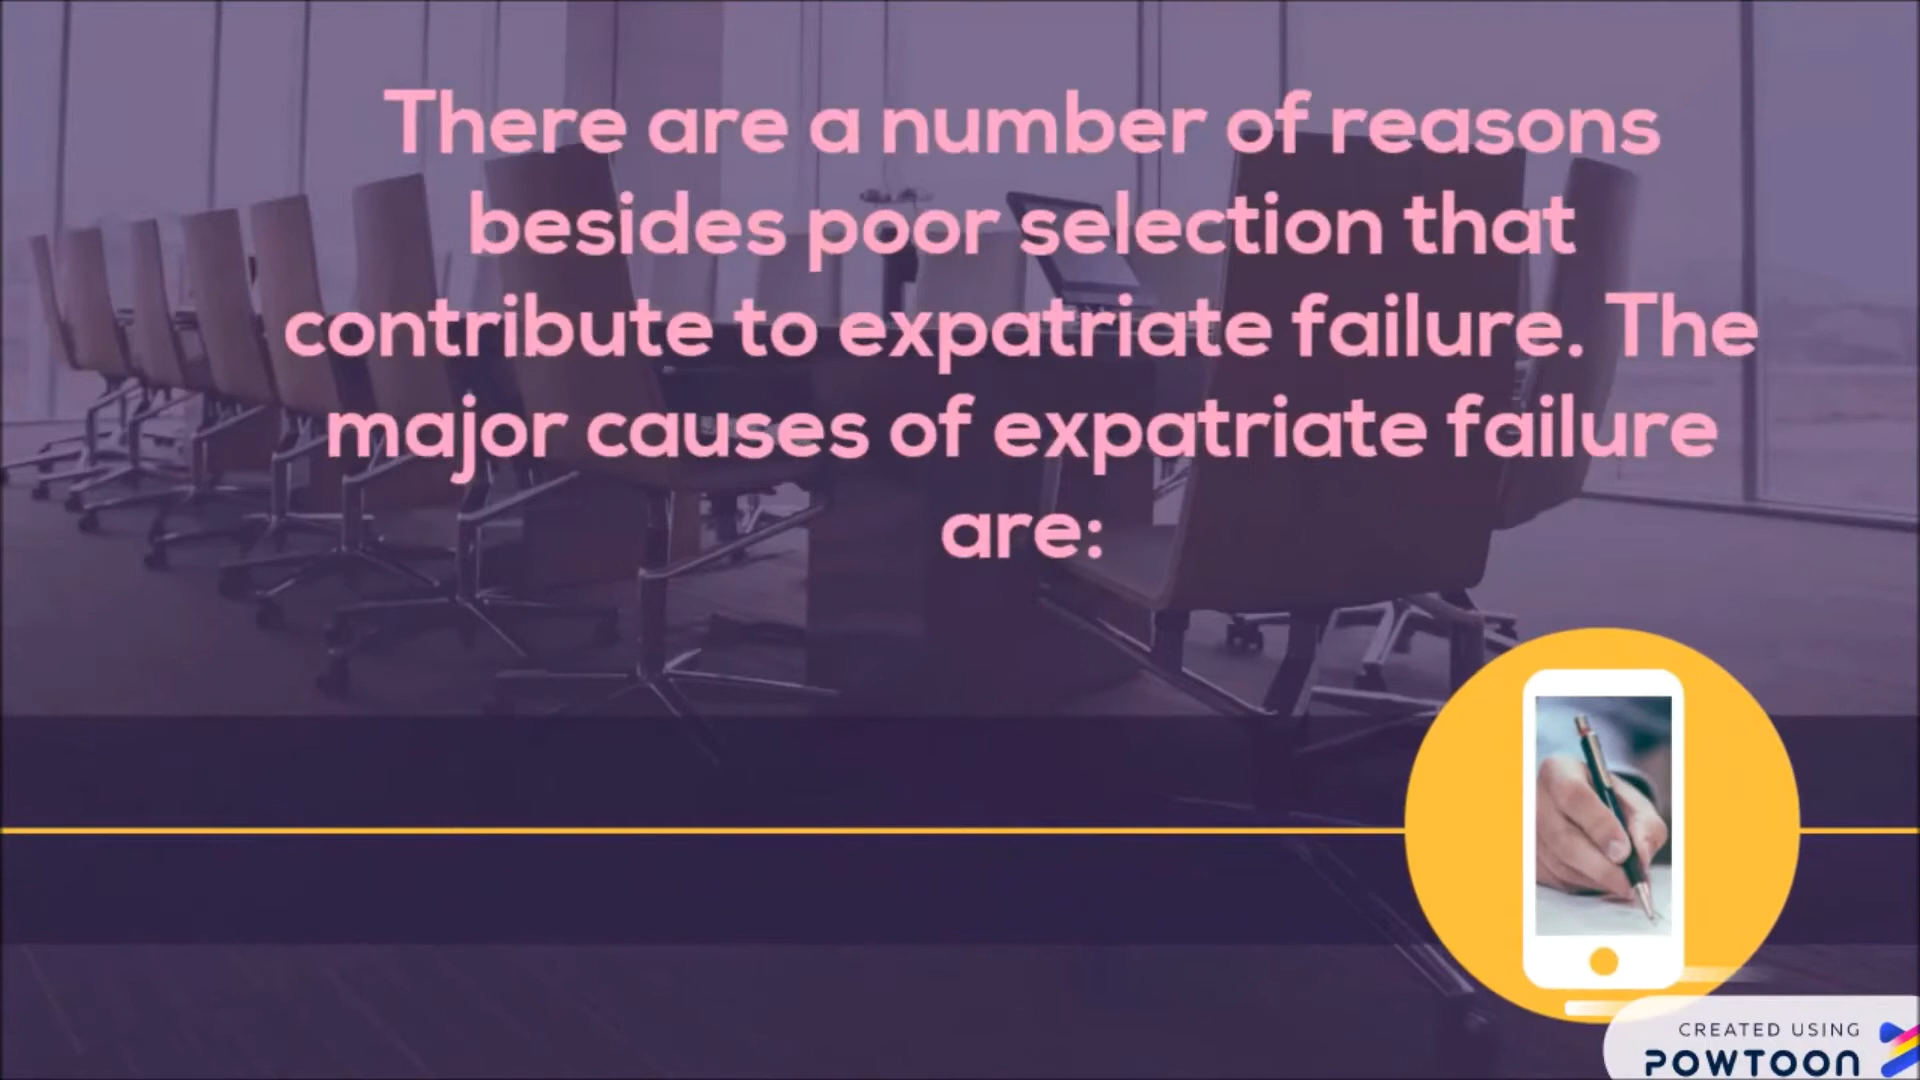 There are a number of reasons
besides poor selection that
contribute to expatriate failure. The
major causes of expatriate failure
are:
CREATED USING
POWTOON